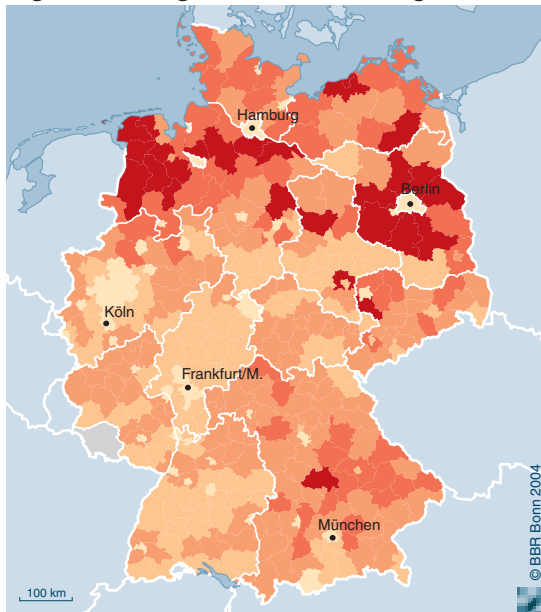 Hamburg
Berlin
Köln
Frankfurt/M.
München
100 km
© BBR Bonn 2004